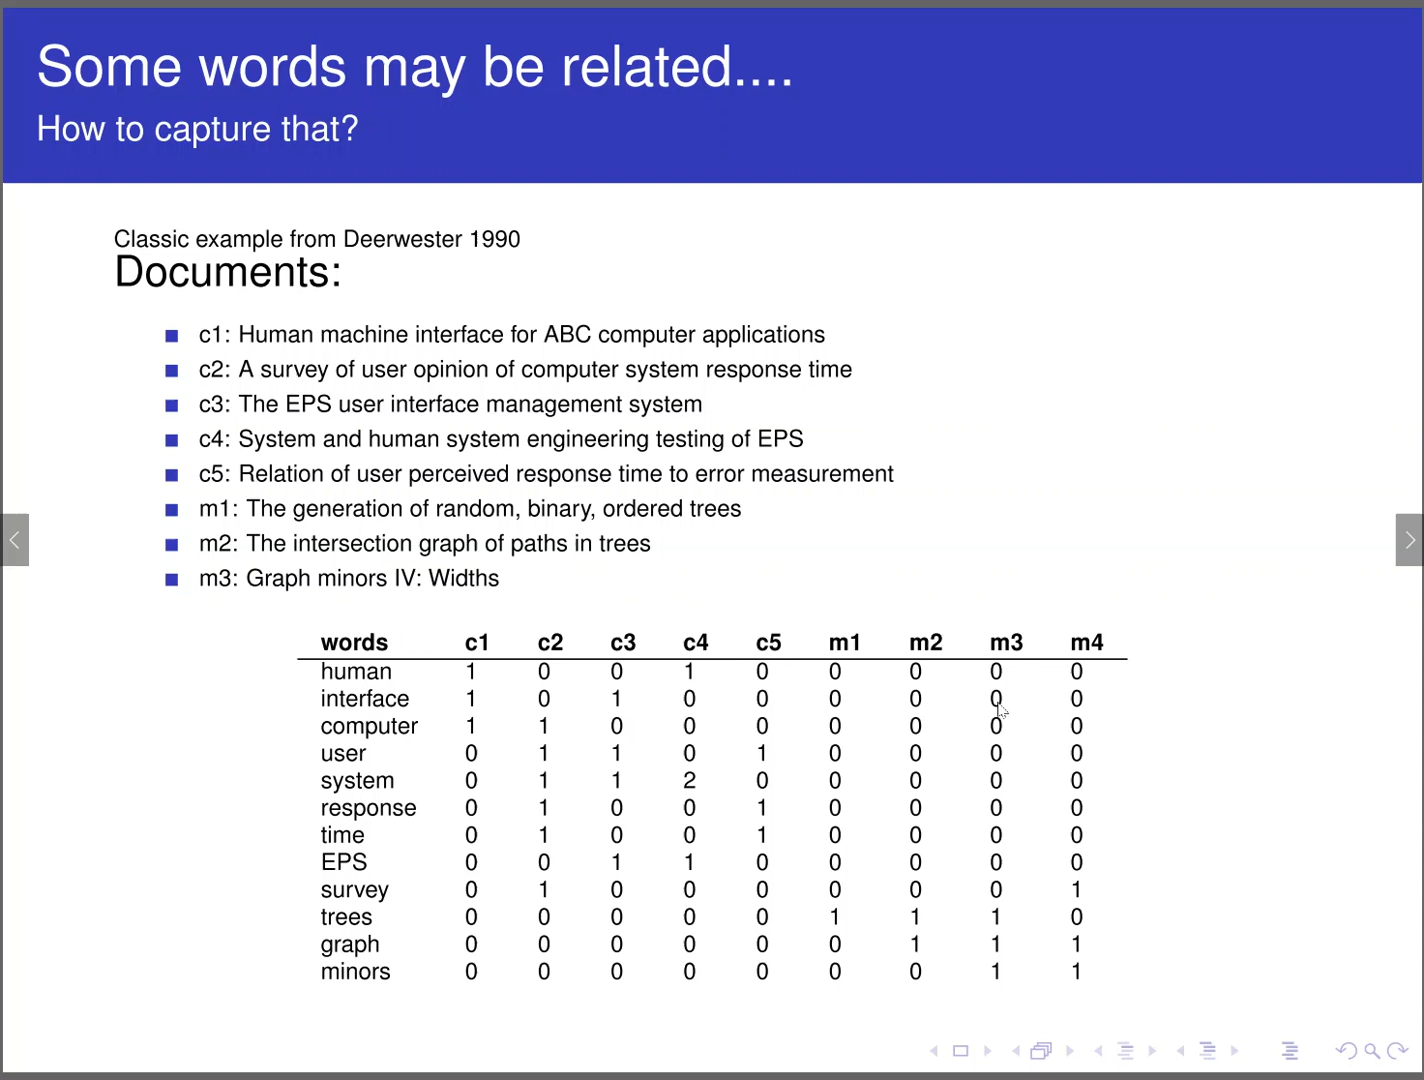 Some words may be related....
How to capture that?
Classic example from Deerwester 1990
Documents:
c1: Human machine interface for ABC computer applications
c2: A survey of user opinion of computer system response time
c3: The EPS user interface management system
c4: System and human system engineering testing of EPS
c5: Relation of user perceived response time to error measurement
m1: The generation of random, binary, ordered trees
m2: The intersection graph of paths in trees
m3: Graph minors IV: Widths
words c1 c2 c3 c4 c5 m1 m2 m3 m4
human 1 0 0 1 0 0 0 0 0
interface 1 0 1 0 0 0 0 0 0
computer 1 1 0 0 0 0 0 0 0
user 0 1 1 0 1 0 0 0 0
system 0 1 1 2 0 0 0 0 0
response 0 1 0 0 1 0 0 0 0
time 0 1 0 0 1 0 0 0 0
EPS 0 0 1 1 0 0 0 0 0
survey 0 1 0 0 0 0 0 0 1
trees 0 0 0 0 0 1 1 1 0
graph 0 0 0 0 0 0 1 1 1
minors 0 0 0 0 0 0 0 1 1